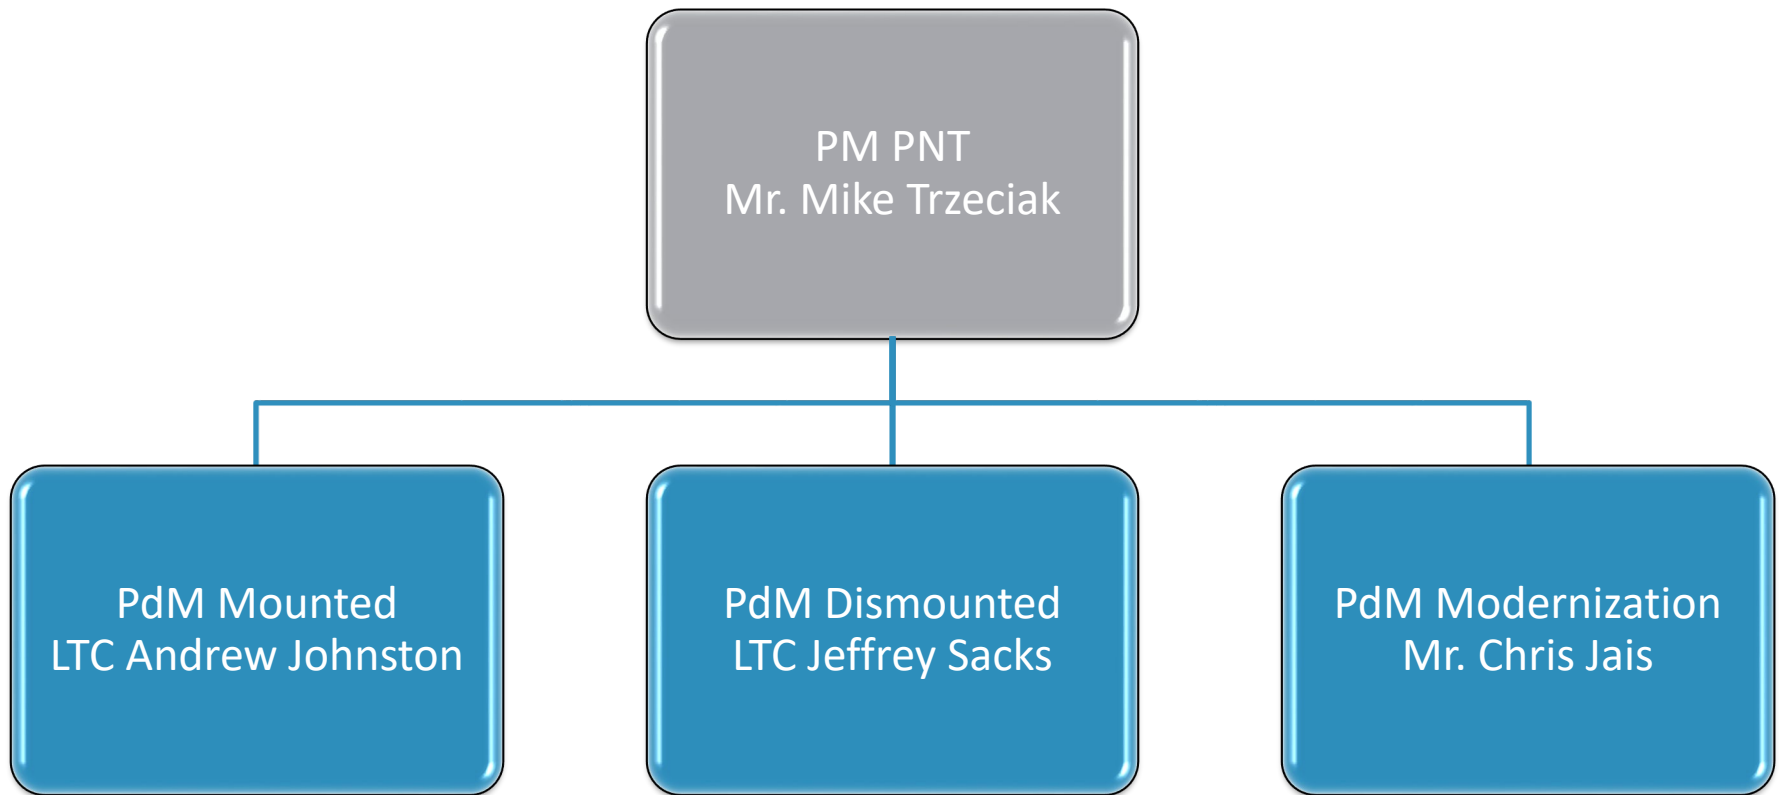 PM PNT
Mr. Mike Trzeciak
PdM Mounted
LTC Andrew Johnston
PdM Dismounted
LTC Jeffrey Sacks
PdM Modernization
Mr. Chris Jais